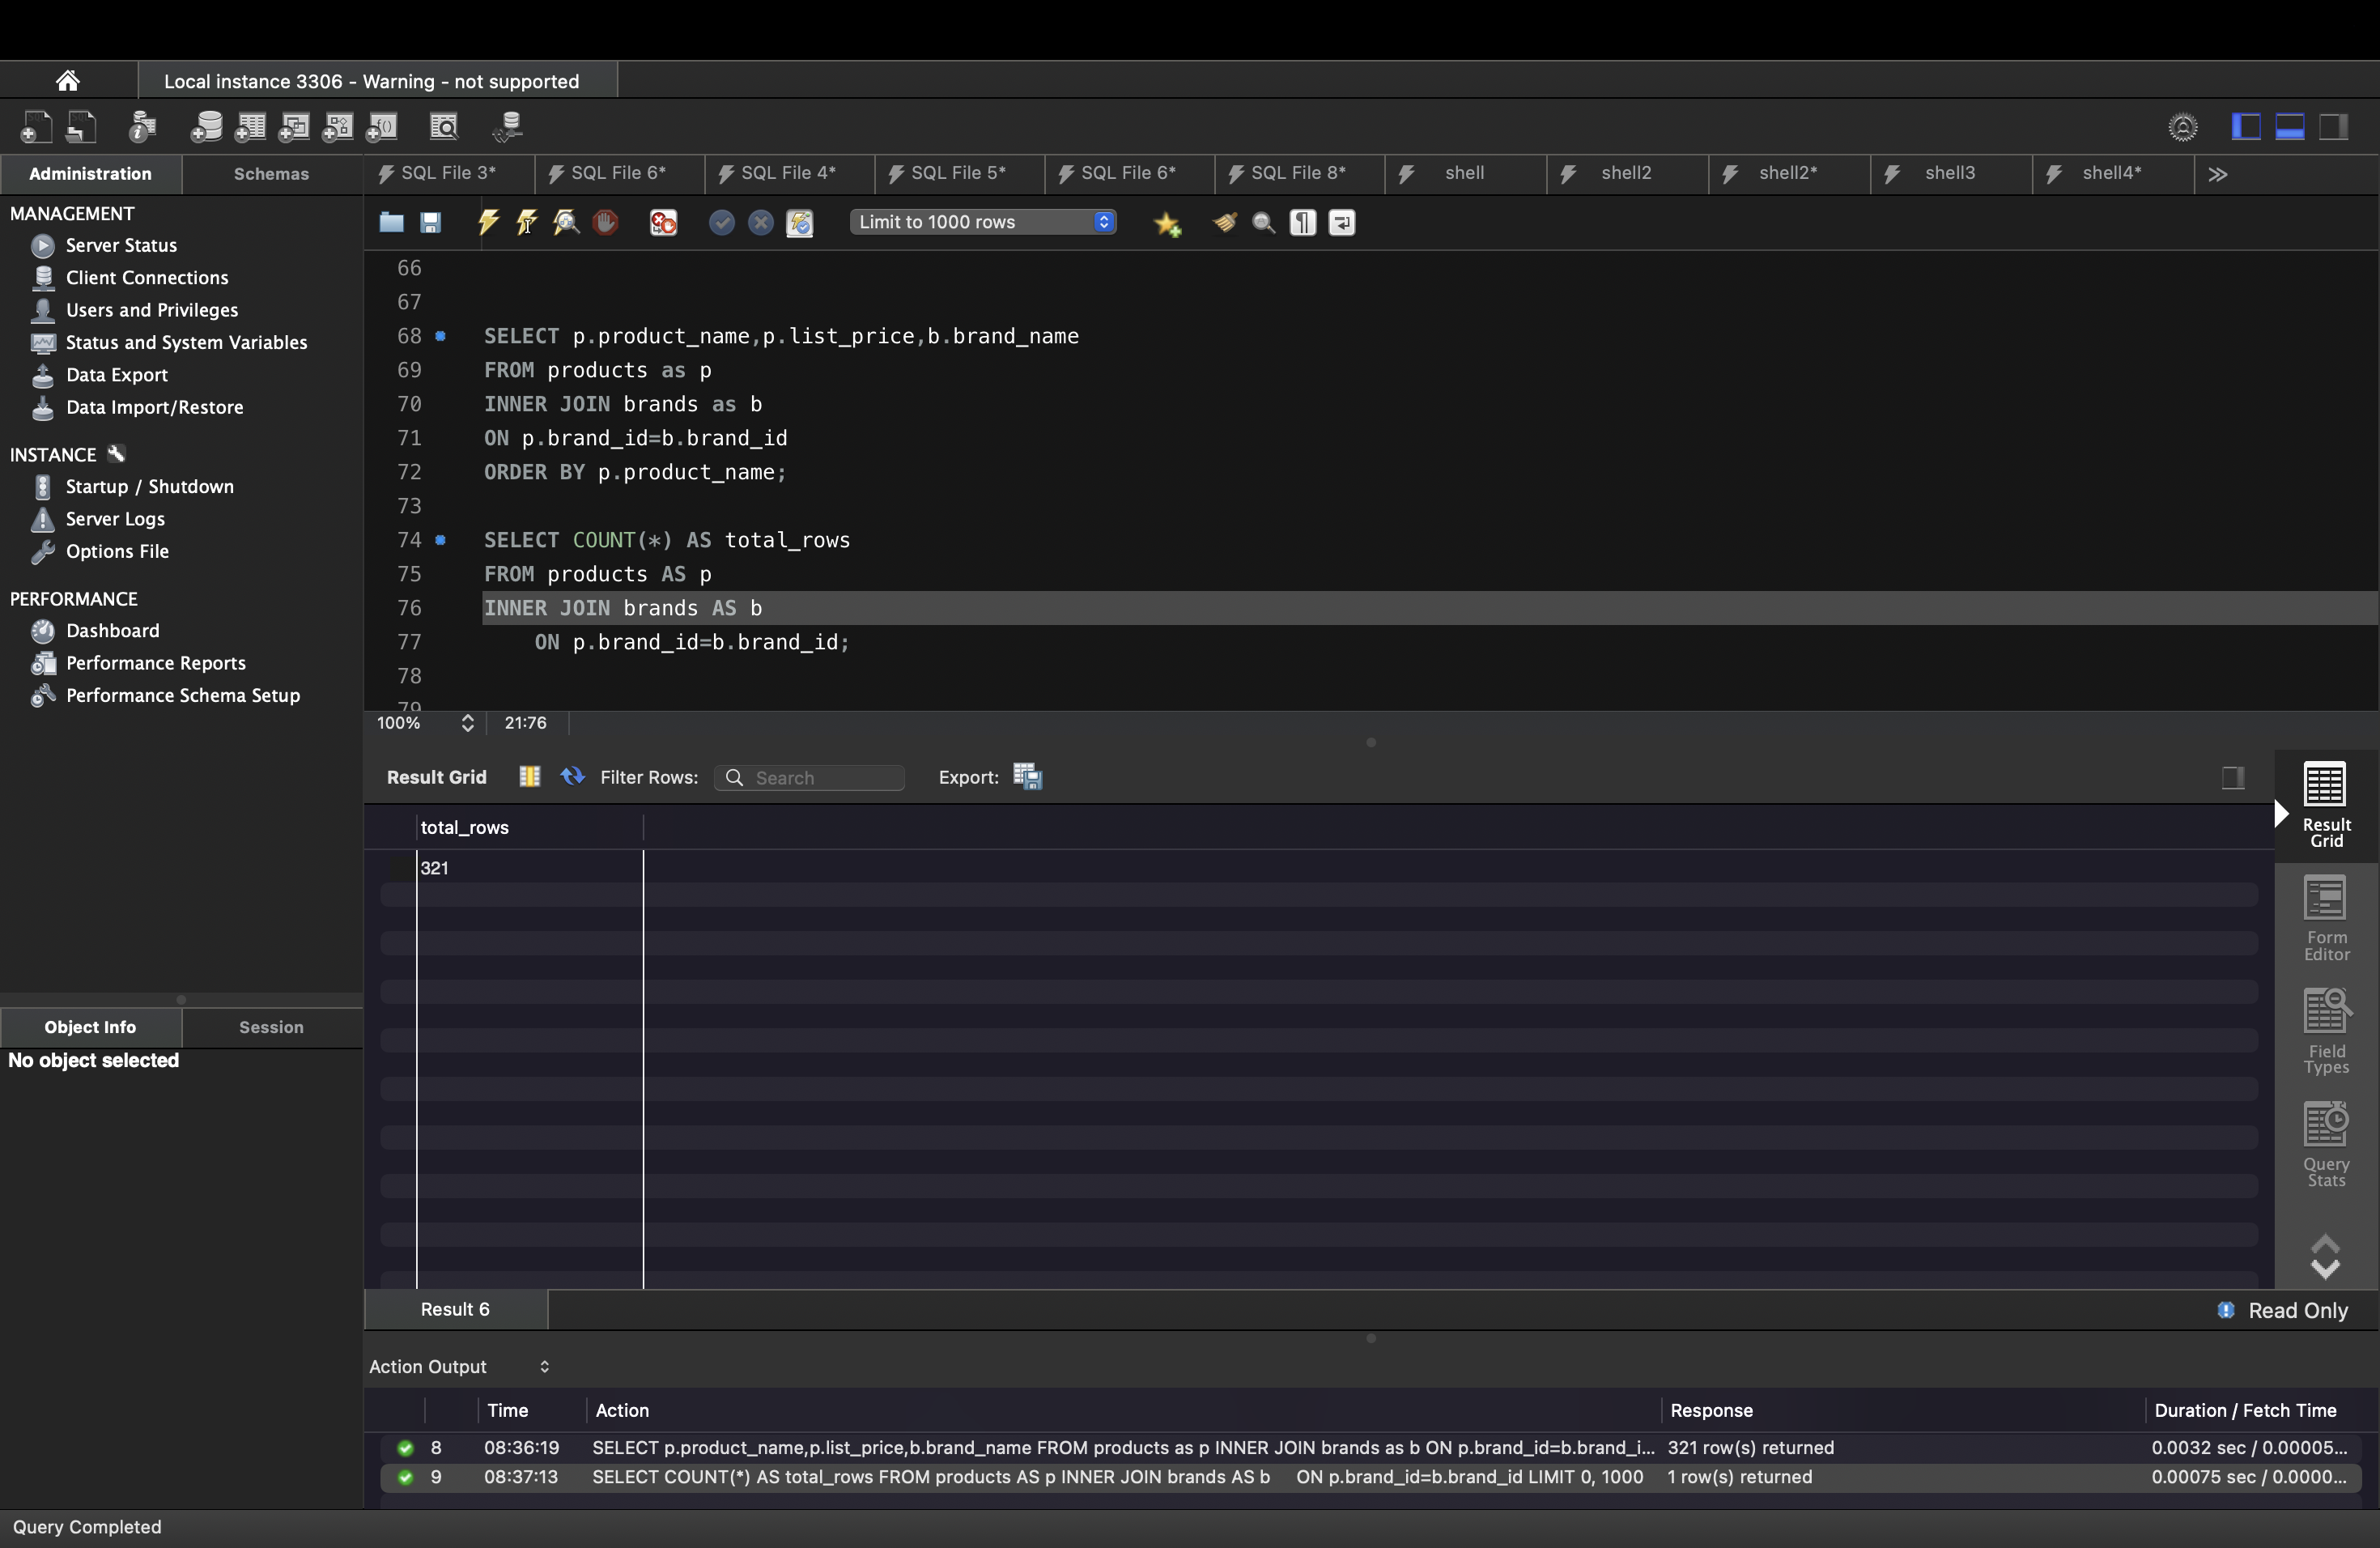 Local instance 3306 - Warning - not supported
Administration
Schemas
SQL File 3*
SQL File 6*
SQL File 4*
SQL File 5*
SQL File 6*
SQL File 8*
shell
shell2
shell2*
shell3
shell4*
MANAGEMENT
Server Status
Client Connections
Users and Privileges
Status and System Variables
Data Export
Data Import/Restore
INSTANCE
Startup / Shutdown
Server Logs
Options File
PERFORMANCE
Dashboard
Performance Reports
Performance Schema Setup
Object Info
Session
No object selected
Limit to 1000 rows
66
67
68 SELECT p.product_name,p.list_price,b.brand_name
69 FROM products as p
70 INNER JOIN brands as b
71 ON p.brand_id=b.brand_id
72 ORDER BY p.product_name;
73
74 SELECT COUNT(*) AS total_rows
75 FROM products AS p
76 INNER JOIN brands AS b
77 ON p.brand_id=b.brand_id;
78
79
100% 21:76
Result Grid Filter Rows: Search Export:
total_rows
321
Result
Grid
Form
Editor
Field
Types
Query
Stats
Result 6
Read Only
Action Output
Time Action Response Duration / Fetch Time
8 08:36:19 SELECT p.product_name,p.list_price,b.brand_name FROM products as p INNER JOIN brands as b ON p.brand_id=b.brand_i... 321 row(s) returned 0.0032 sec / 0.00005...
9 08:37:13 SELECT COUNT(*) AS total_rows FROM products AS p INNER JOIN brands AS b ON p.brand_id=b.brand_id LIMIT 0, 1000 1 row(s) returned 0.00075 sec / 0.0000...
Query Completed